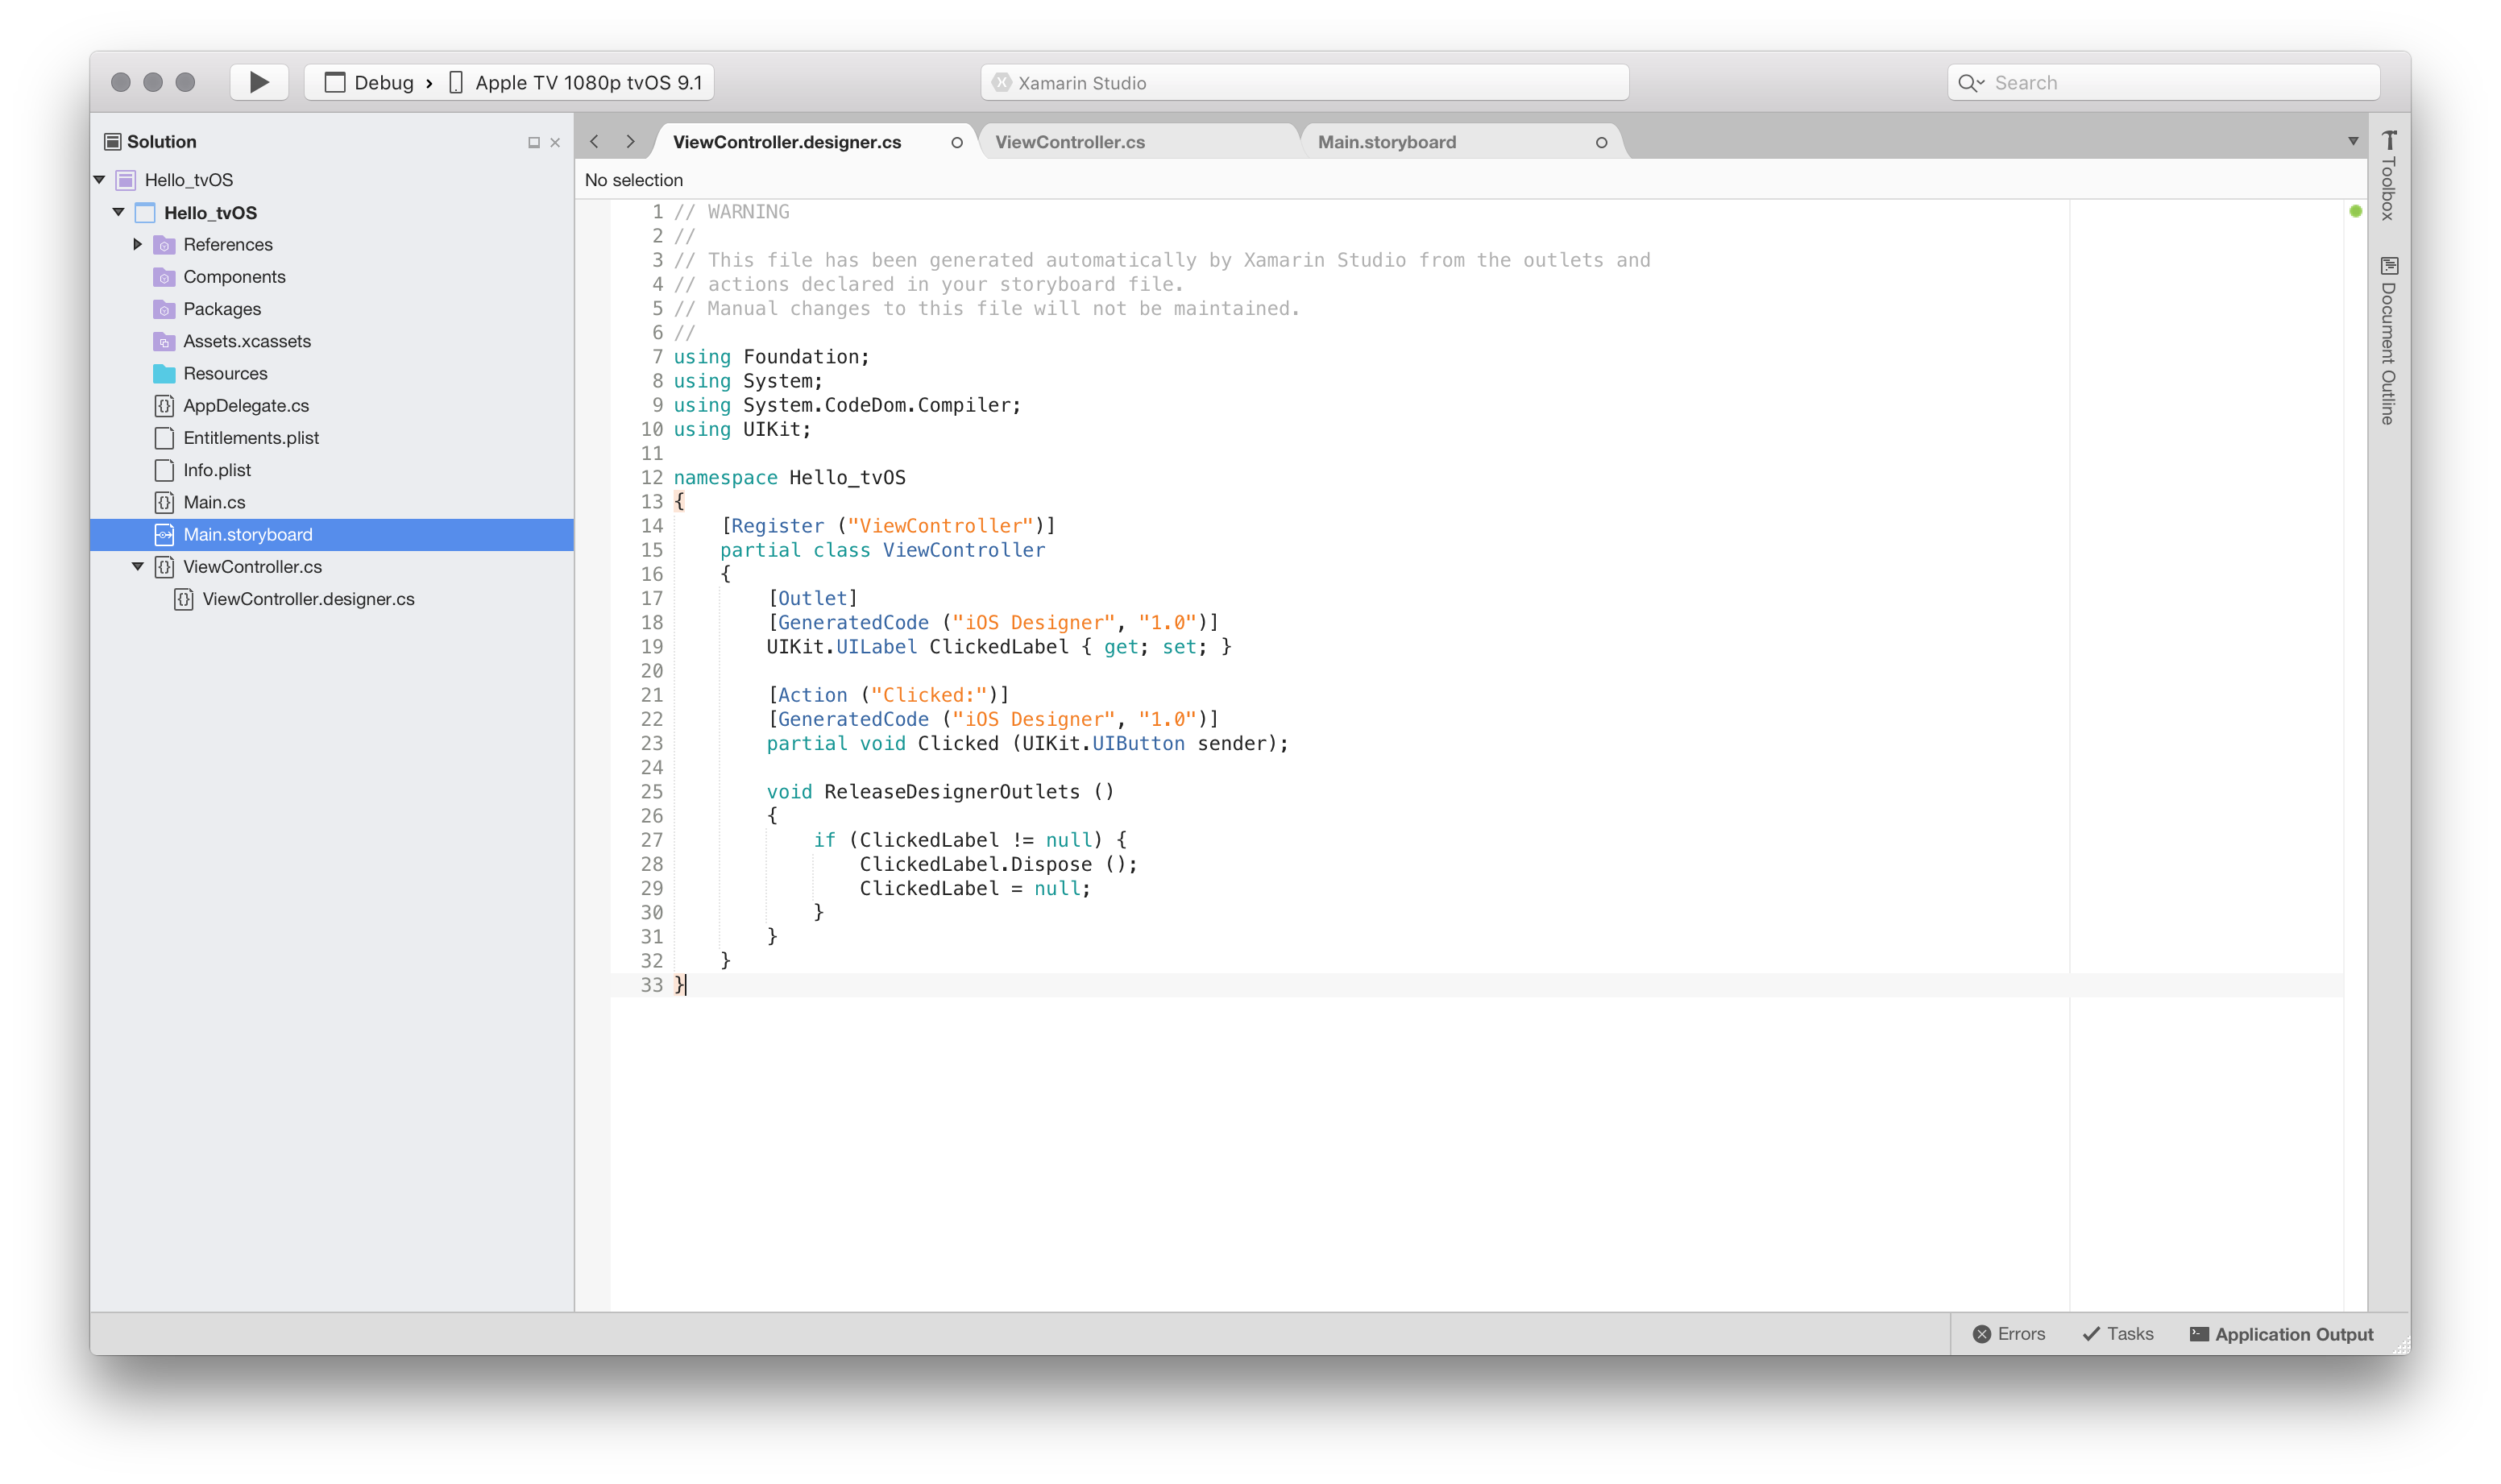 Debug › Apple TV 1080p tvOS 9.1
Xamarin Studio
Search
Solution
Hello_tvOS
Hello_tvOS
References
Components
Packages
Assets.xcassets
Resources
AppDelegate.cs
Entitlements.plist
Info.plist
Main.cs
Main.storyboard
ViewController.cs
ViewController.designer.cs
ViewController.designer.cs
ViewController.cs
Main.storyboard
No selection
1 // WARNING
2 //
3 // This file has been generated automatically by Xamarin Studio from the outlets and
4 // actions declared in your storyboard file.
5 // Manual changes to this file will not be maintained.
6 //
7 using Foundation;
8 using System;
9 using System.CodeDom.Compiler;
10 using UIKit;
11
12 namespace Hello_tvOS
13 {
14     [Register ("ViewController")]
15     partial class ViewController
16     {
17         [Outlet]
18         [GeneratedCode ("iOS Designer", "1.0")]
19         UIKit.UILabel ClickedLabel { get; set; }
20
21         [Action ("Clicked:")]
22         [GeneratedCode ("iOS Designer", "1.0")]
23         partial void Clicked (UIKit.UIButton sender);
24
25         void ReleaseDesignerOutlets ()
26         {
27             if (ClickedLabel != null) {
28                 ClickedLabel.Dispose ();
29                 ClickedLabel = null;
30             }
31         }
32     }
33 }
Toolbox
Document Outline
Errors
Tasks
Application Output